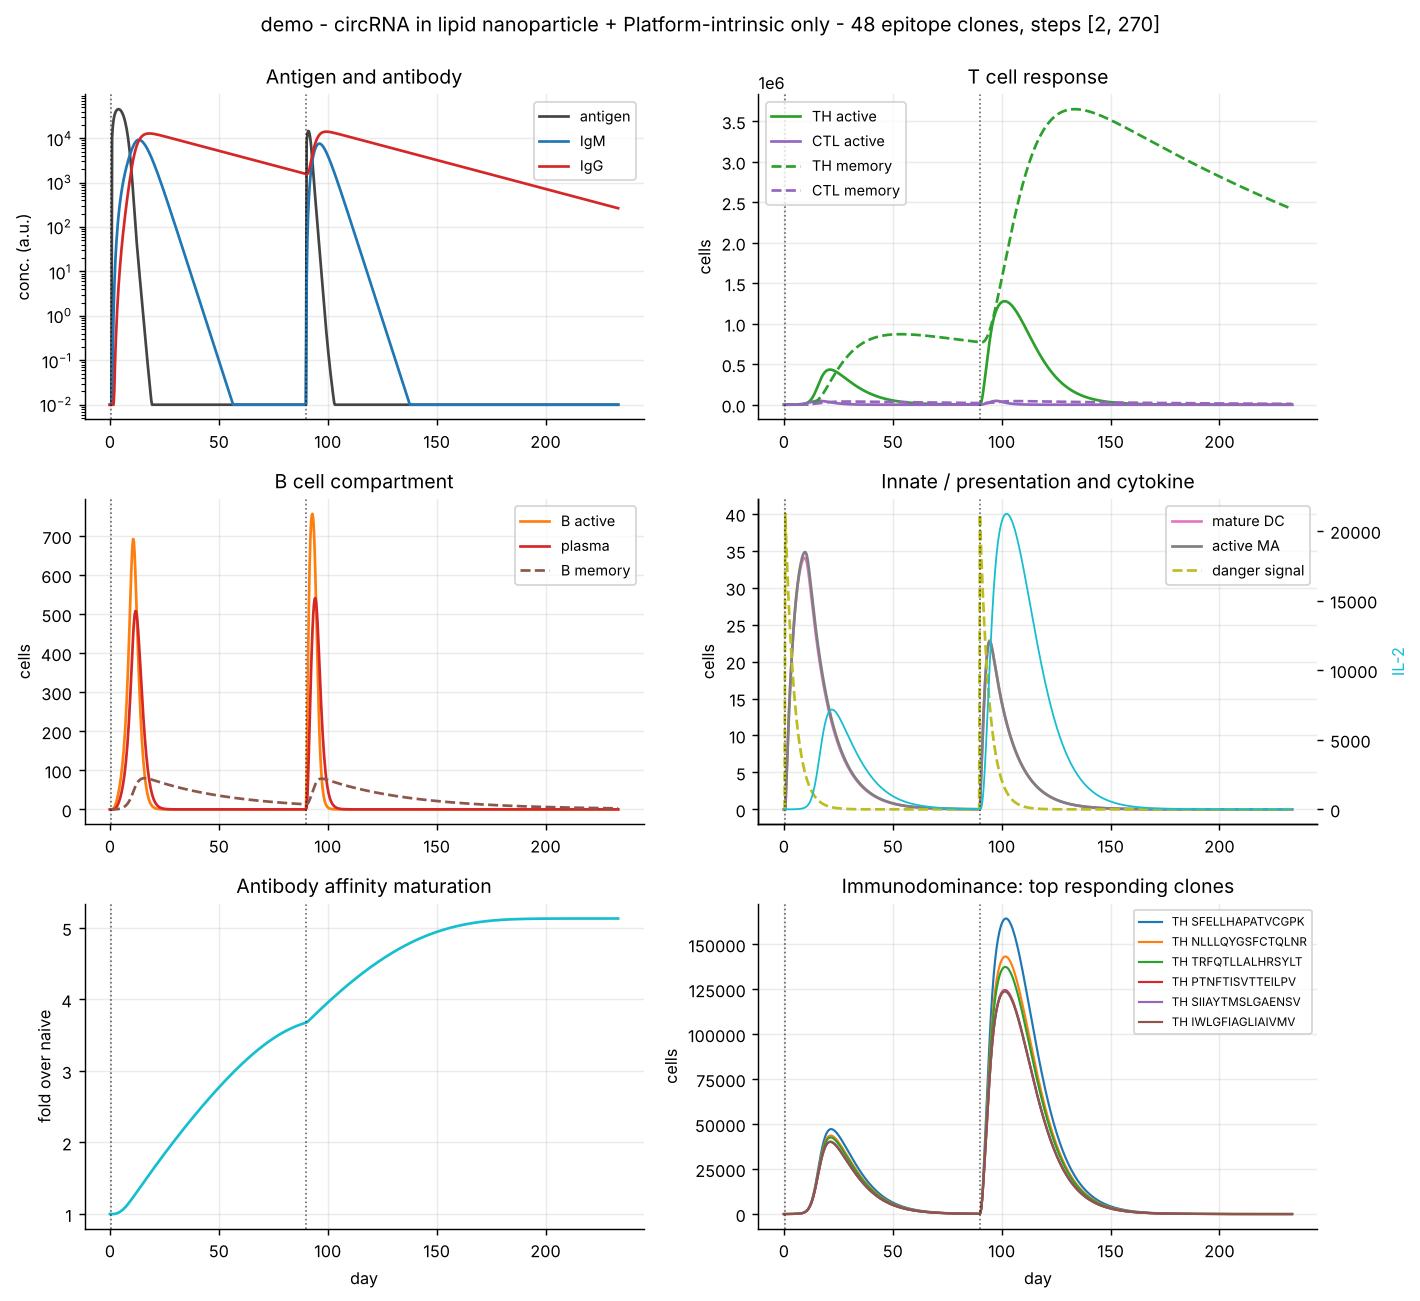 demo - circRNA in lipid nanoparticle + Platform-intrinsic only - 48 epitope clones, steps [2, 270]
Antigen and antibody
antigen
IgM
IgG
10⁴
10³
10²
10¹
10⁰
10⁻¹
10⁻²
conc. (a.u.)
0 50 100 150 200
T cell response
1e6
TH active
CTL active
TH memory
CTL memory
3.5
3.0
2.5
2.0
1.5
1.0
0.5
0.0
cells
0 50 100 150 200
B cell compartment
B active
plasma
B memory
700
600
500
400
300
200
100
0
cells
0 50 100 150 200
Innate / presentation and cytokine
mature DC
active MA
danger signal
40
35
30
25
20
15
10
5
0
cells
20000
15000
10000
5000
0
IL-2
0 50 100 150 200
Antibody affinity maturation
5
4
3
2
1
fold over naive
0 50 100 150 200
day
Immunodominance: top responding clones
TH SFELLHAPATVCGPK
TH NLLLQYGSFCTQLNR
TH TRFQTLLALHRSYLT
TH PTNFTISVTTEILPV
TH SIIAYTMSLGAENSV
TH IWLGFIAGLIAIVMV
150000
125000
100000
75000
50000
25000
0
cells
0 50 100 150 200
day